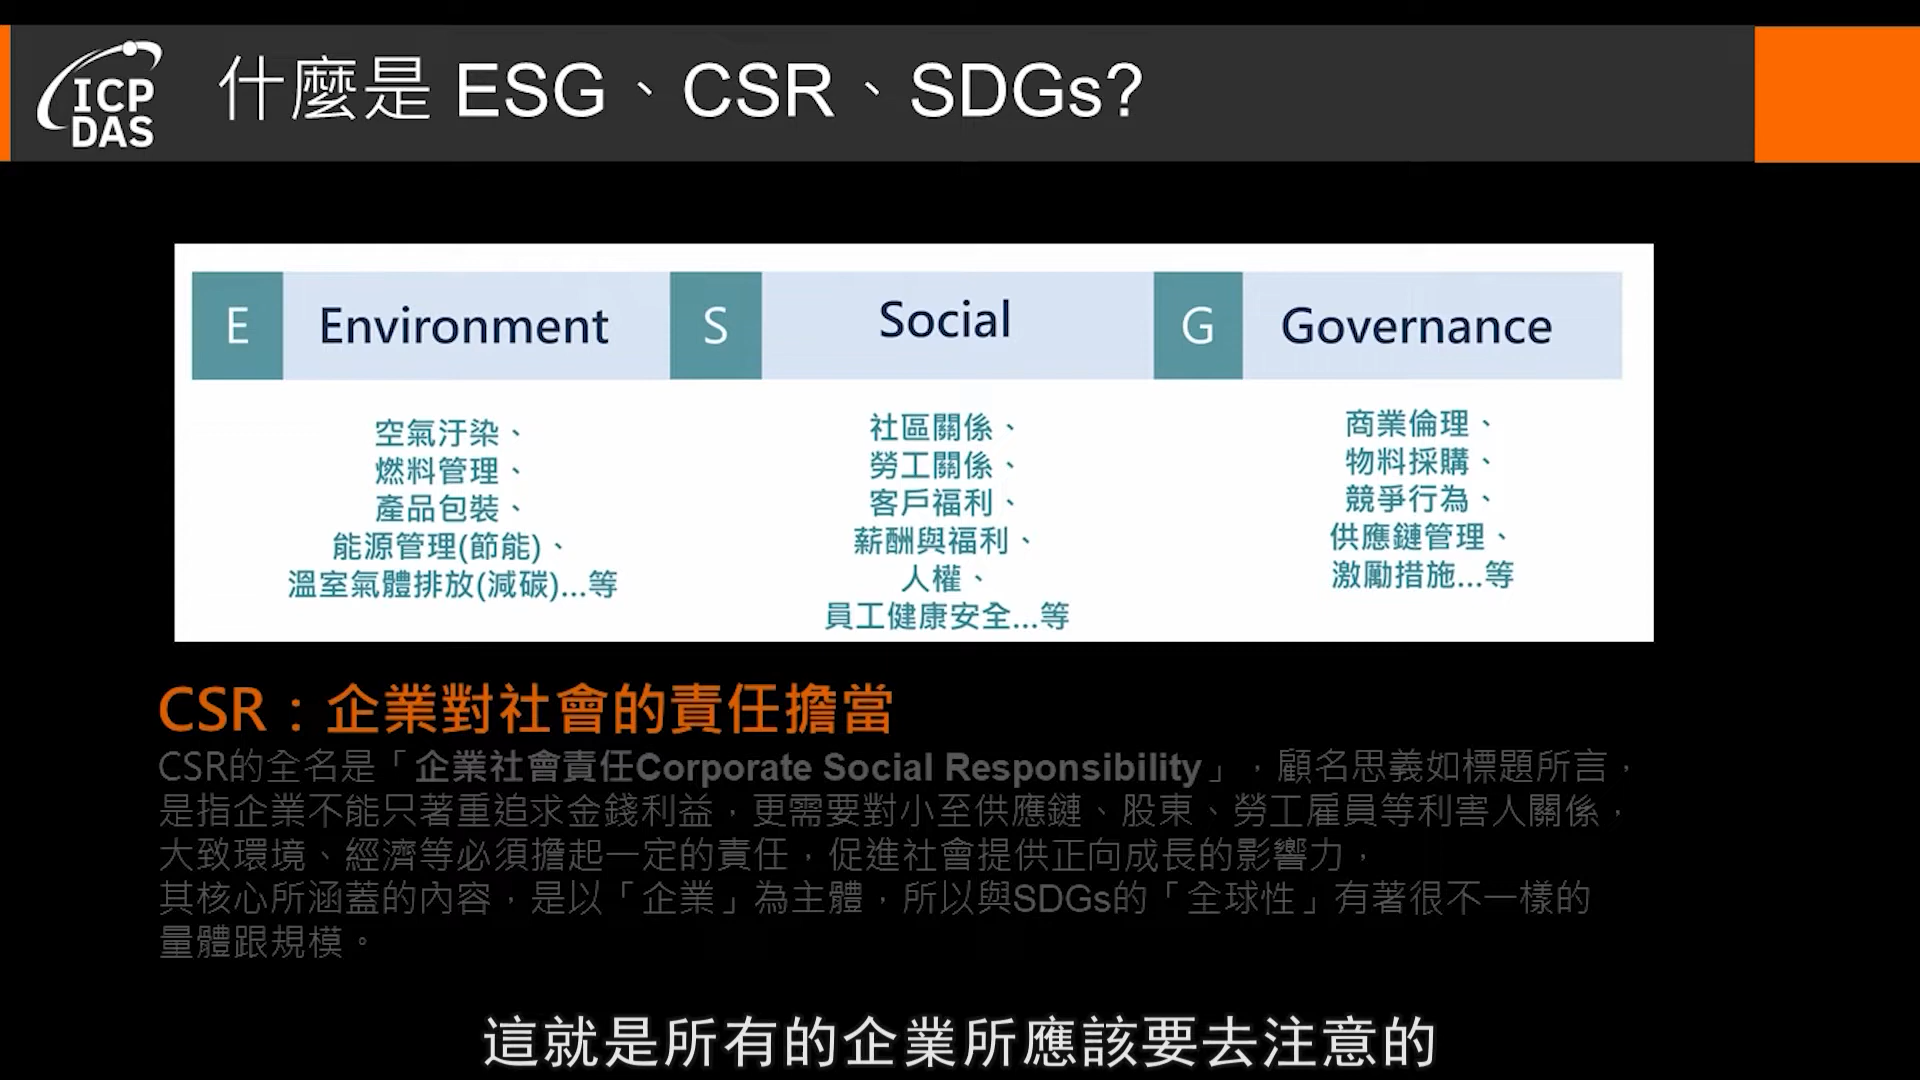 ICP
DAS
什麼是 ESG、CSR、SDGs?
E Environment
S Social
G Governance
空氣汙染、
燃料管理、
產品包裝、
能源管理(節能)、
溫室氣體排放(減碳)...等
社區關係、
勞工關係、
客戶福利、
薪酬與福利、
人權、
員工健康安全...等
商業倫理、
物料採購、
競爭行為、
供應鏈管理、
激勵措施...等
CSR：企業對社會的責任擔當
CSR的全名是「企業社會責任Corporate Social Responsibility」，顧名思義如標題所言，
是指企業不能只著重追求金錢利益，更需要對小至供應鏈、股東、勞工雇員等利害人關係，
大致環境、經濟等必須擔起一定的責任，促進社會提供正向成長的影響力，
其核心所涵蓋的內容，是以「企業」為主體，所以與SDGs的「全球性」有著很不一樣的
量體跟規模。
這就是所有的企業所應該要去注意的